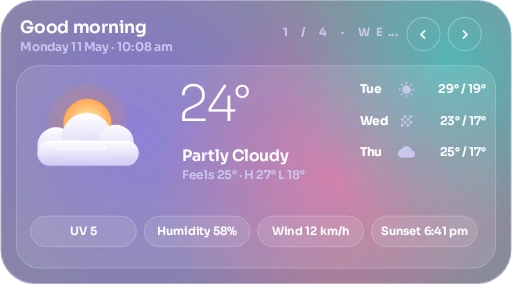 Good morning
Monday 11 May · 10:08 am
1 / 4 · WE...
24°
Partly Cloudy
Feels 25° · H 27° L 18°
Tue 29° / 19°
Wed 23° / 17°
Thu 25° / 17°
UV 5
Humidity 58%
Wind 12 km/h
Sunset 6:41 pm